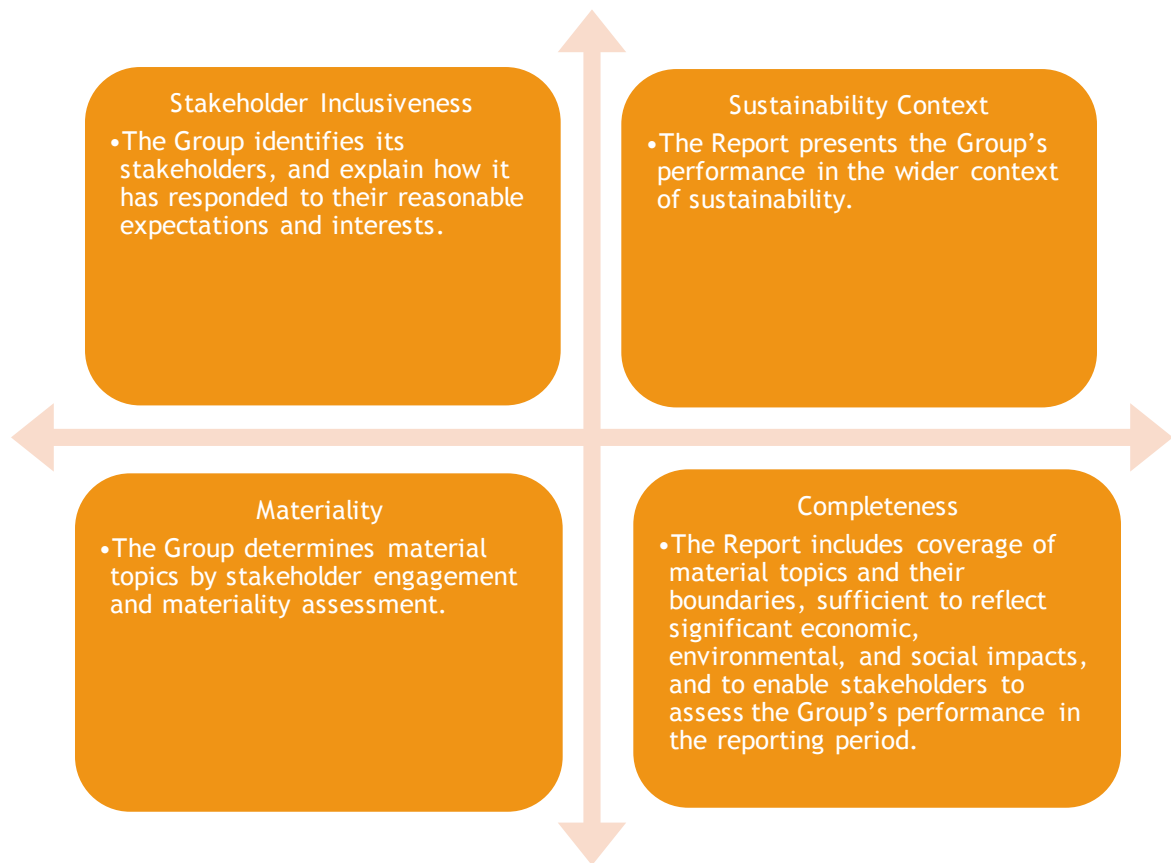 Stakeholder Inclusiveness
•The Group identifies its
stakeholders, and explain how it
has responded to their reasonable
expectations and interests.
Sustainability Context
•The Report presents the Group’s
performance in the wider context
of sustainability.
Materiality
•The Group determines material
topics by stakeholder engagement
and materiality assessment.
Completeness
•The Report includes coverage of
material topics and their
boundaries, sufficient to reflect
significant economic,
environmental, and social impacts,
and to enable stakeholders to
assess the Group’s performance in
the reporting period.